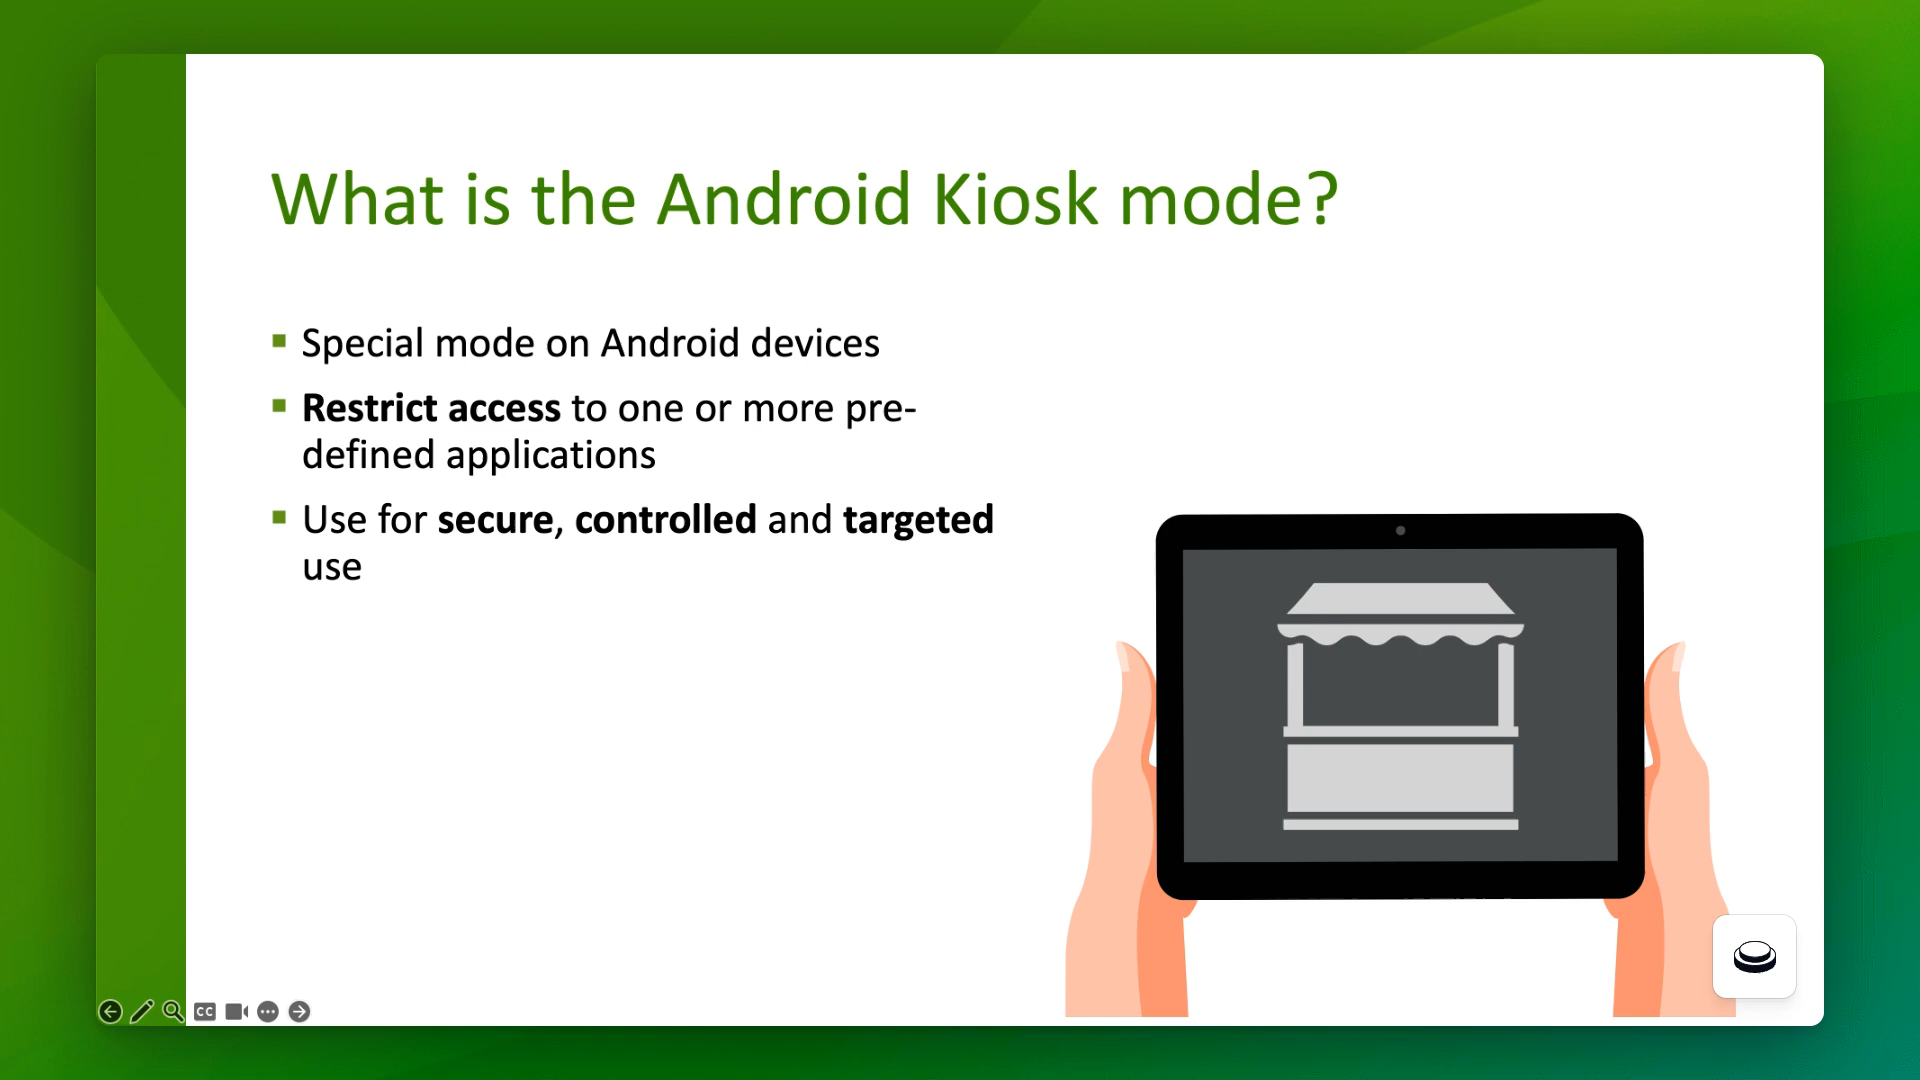 What is the Android Kiosk mode?
Special mode on Android devices
Restrict access to one or more pre-
defined applications
Use for secure, controlled and targeted
use
CC